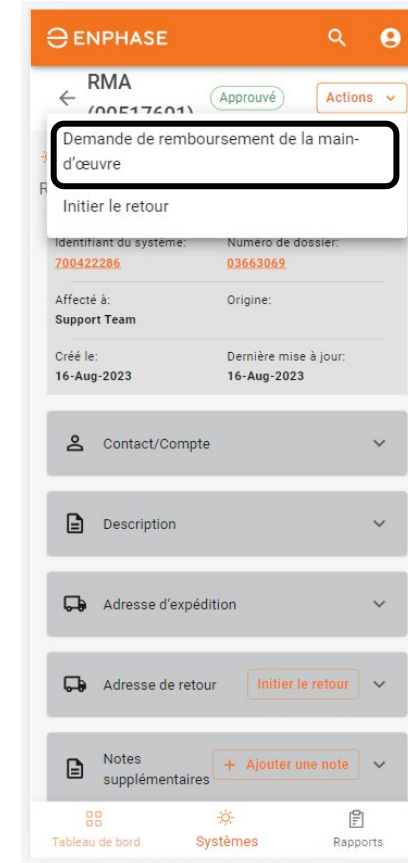 ENPHASE
RMA
Approuvé
Actions
Demande de remboursement de la main-
d'œuvre
Initier le retour
Identifiant du système:
Numéro de dossier:
700422286
03663069
Affecté à:
Origine:
Support Team
Créé le:
Dernière mise à jour:
16-Aug-2023
16-Aug-2023
Contact/Compte
Description
Adresse d'expédition
Adresse de retour
Initier le retour
Notes
supplémentaires
+ Ajouter une note
Tableau de bord
Systèmes
Rapports